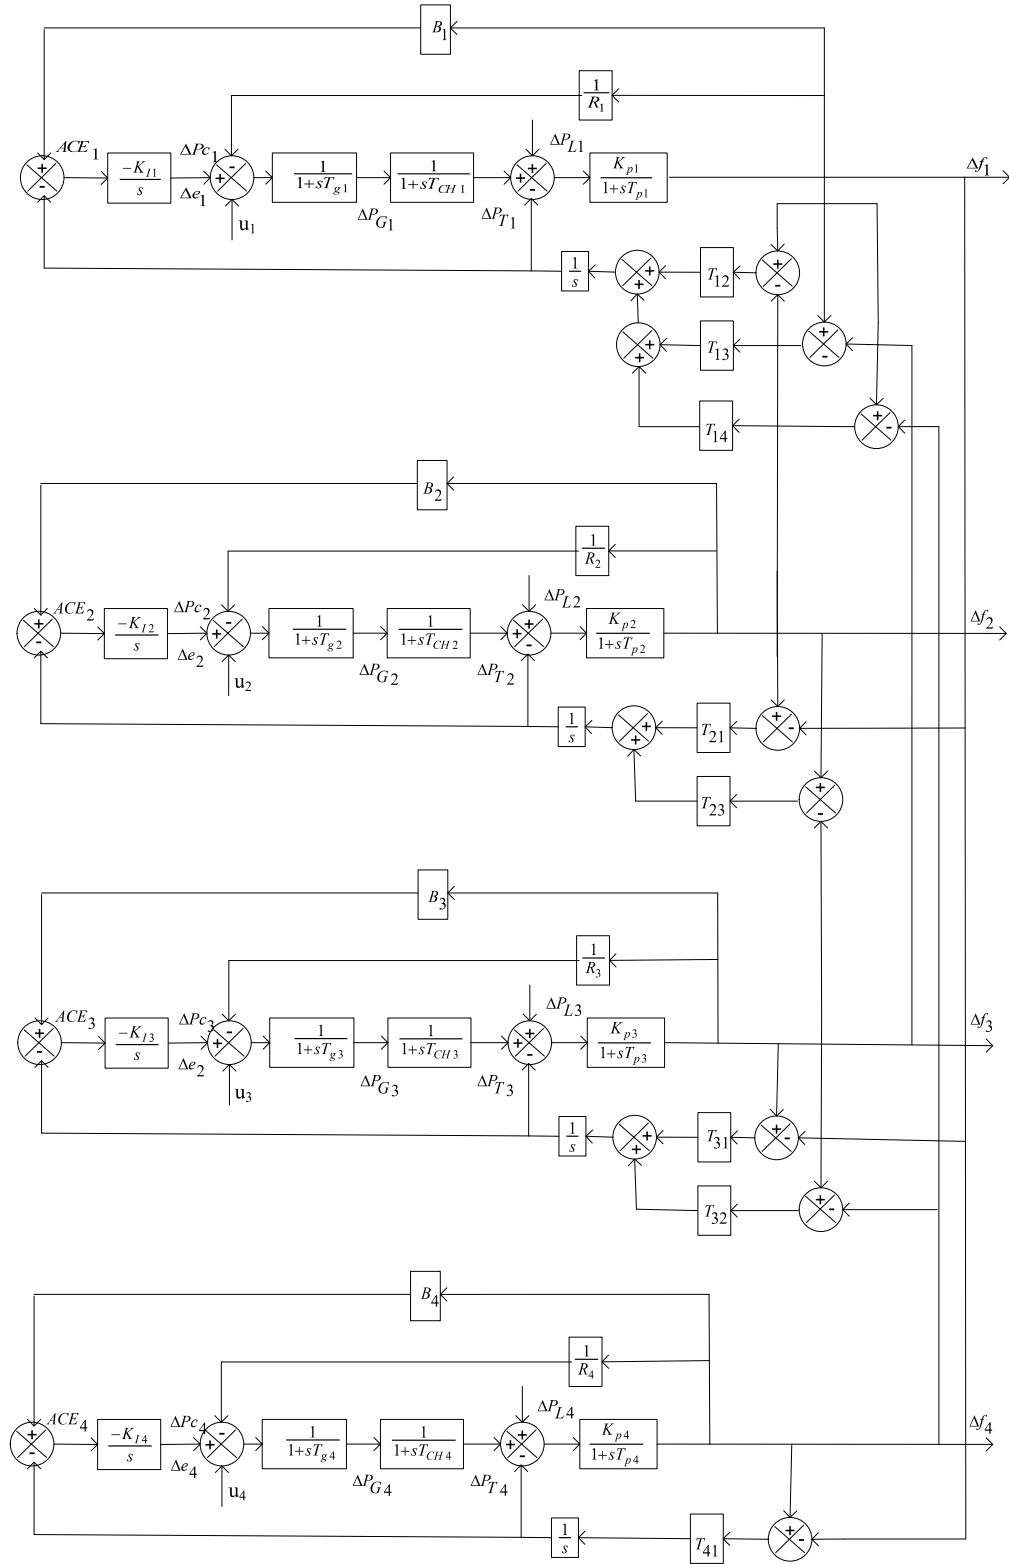 B1
1/R1
ACE1 ΔPc1 ΔPL1
+ - -KI1/s Δe1 + - 1/1+sTg1 1/1+sTCH1 + + - Kp1/1+sTp1 Δf1
u1 ΔPG1 ΔPT1
1/s + + T12 + -
+ + T13 + -
T14 + -
B2
1/R2
ACE2 ΔPc2 ΔPL2
+ - -KI2/s Δe2 + - 1/1+sTg2 1/1+sTCH2 + + - Kp2/1+sTp2 Δf2
u2 ΔPG2 ΔPT2
1/s + + T21 + -
T23 + -
B3
1/R3
ACE3 ΔPc3 ΔPL3
+ - -KI3/s Δe2 + - 1/1+sTg3 1/1+sTCH3 + + - Kp3/1+sTp3 Δf3
u3 ΔPG3 ΔPT3
1/s + + T31 + -
T32 + -
B4
1/R4
ACE4 ΔPc4 ΔPL4
+ - -KI4/s Δe4 + - 1/1+sTg4 1/1+sTCH4 + + - Kp4/1+sTp4 Δf4
u4 ΔPG4 ΔPT4
1/s T41 + -